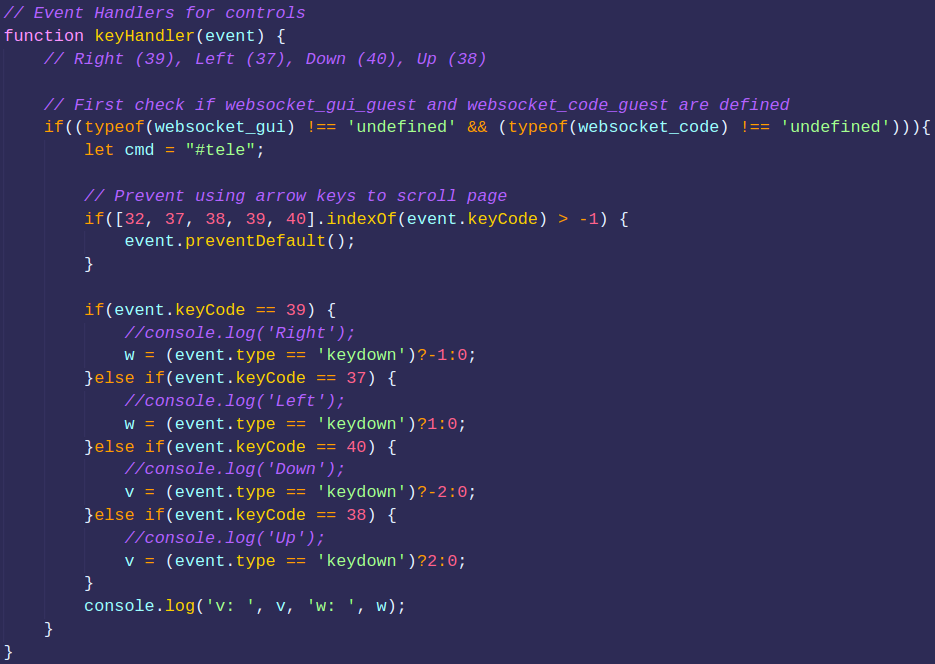 // Event Handlers for controls
function keyHandler(event) {
    // Right (39), Left (37), Down (40), Up (38)

    // First check if websocket_gui_guest and websocket_code_guest are defined
    if((typeof(websocket_gui) !== 'undefined' && (typeof(websocket_code) !== 'undefined'))){
        let cmd = "#tele";

        // Prevent using arrow keys to scroll page
        if([32, 37, 38, 39, 40].indexOf(event.keyCode) > -1) {
            event.preventDefault();
        }

        if(event.keyCode == 39) {
            //console.log('Right');
            w = (event.type == 'keydown')?-1:0;
        }else if(event.keyCode == 37) {
            //console.log('Left');
            w = (event.type == 'keydown')?1:0;
        }else if(event.keyCode == 40) {
            //console.log('Down');
            v = (event.type == 'keydown')?-2:0;
        }else if(event.keyCode == 38) {
            //console.log('Up');
            v = (event.type == 'keydown')?2:0;
        }
        console.log('v: ', v, 'w: ', w);
    }
}